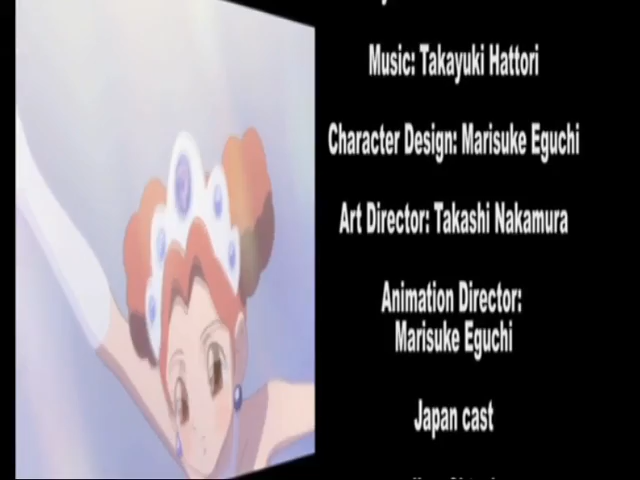 Music: Takayuki Hattori
Character Design: Marisuke Eguchi
Art Director: Takashi Nakamura
Animation Director:
Marisuke Eguchi
Japan cast